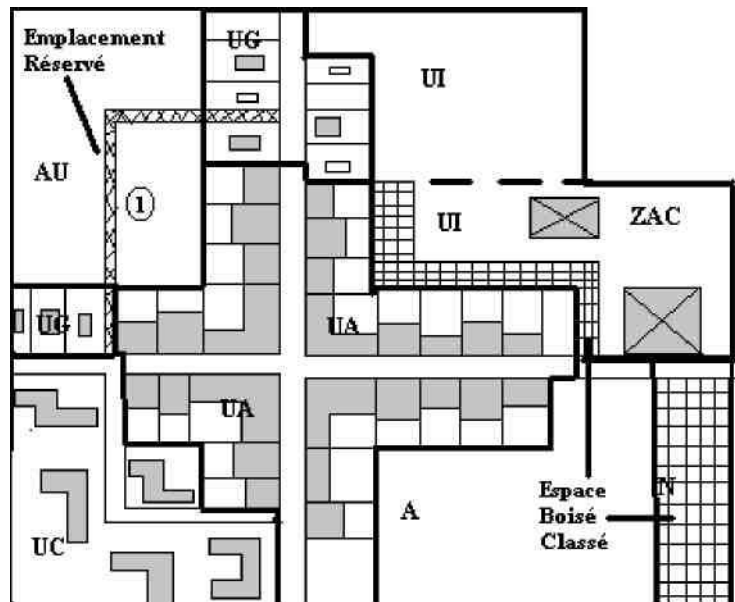 Emplacement
Réservé
UG
UI
AU
1
UI
ZAC
UG
UA
UA
Espace
Boisé
Classé
N
A
UC